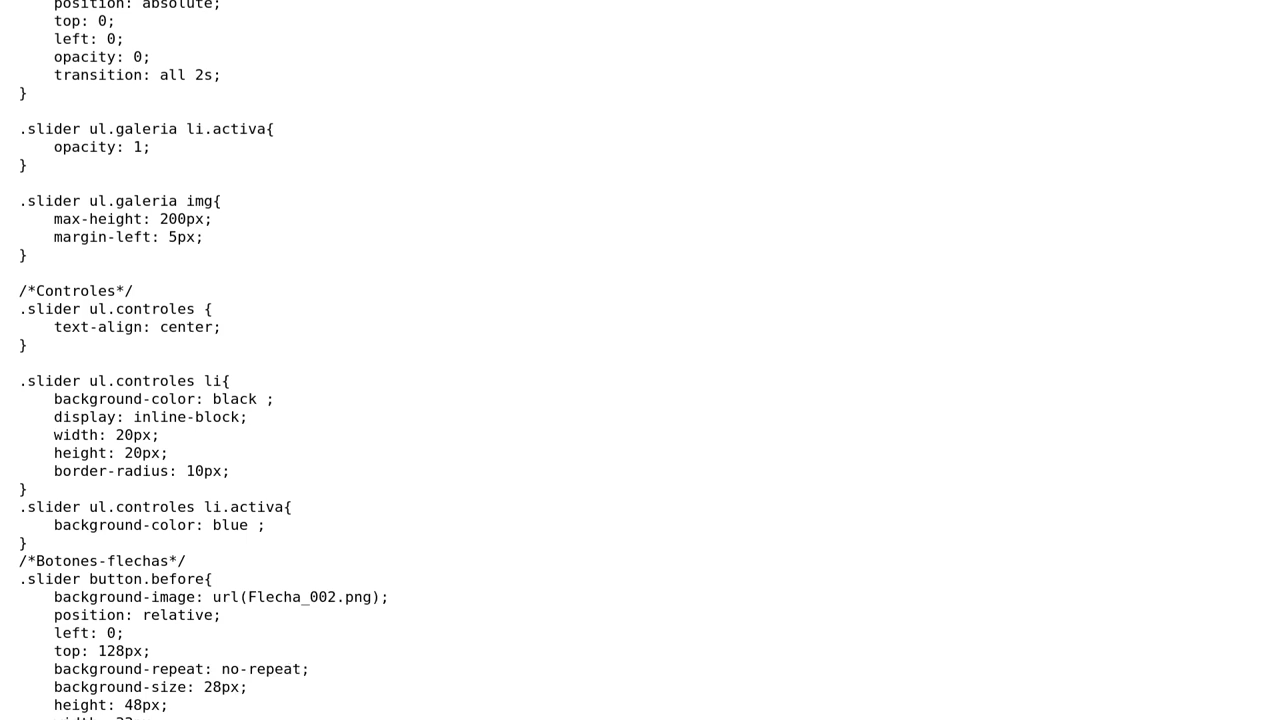 position: absolute;
    top: 0;
    left: 0;
    opacity: 0;
    transition: all 2s;
}

.slider ul.galeria li.activa{
    opacity: 1;
}

.slider ul.galeria img{
    max-height: 200px;
    margin-left: 5px;
}

/*Controles*/
.slider ul.controles {
    text-align: center;
}

.slider ul.controles li{
    background-color: black ;
    display: inline-block;
    width: 20px;
    height: 20px;
    border-radius: 10px;
}
.slider ul.controles li.activa{
    background-color: blue ;
}
/*Botones-flechas*/
.slider button.before{
    background-image: url(Flecha_002.png);
    position: relative;
    left: 0;
    top: 128px;
    background-repeat: no-repeat;
    background-size: 28px;
    height: 48px;